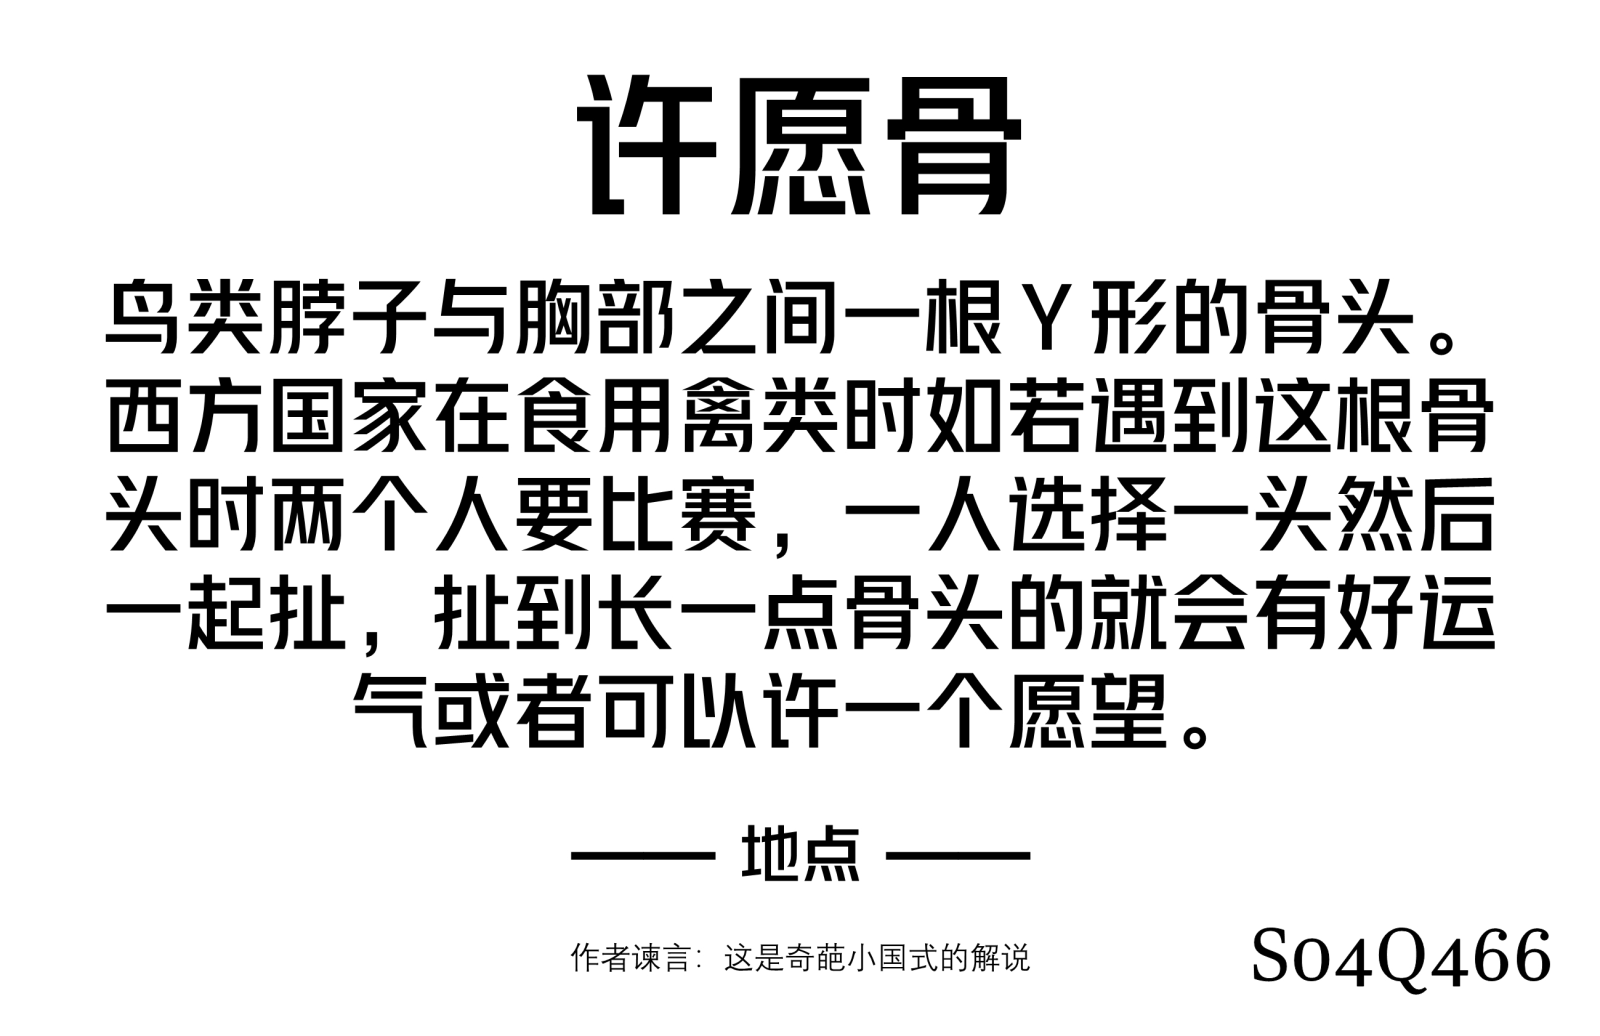 许愿骨
鸟类脖子与胸部之间一根Y形的骨头。
西方国家在食用禽类时如若遇到这根骨
头时两个人要比赛，一人选择一头然后
一起扯，扯到长一点骨头的就会有好运
气或者可以许一个愿望。
—— 地点 ——
作者谏言：这是奇葩小国式的解说
S04Q466